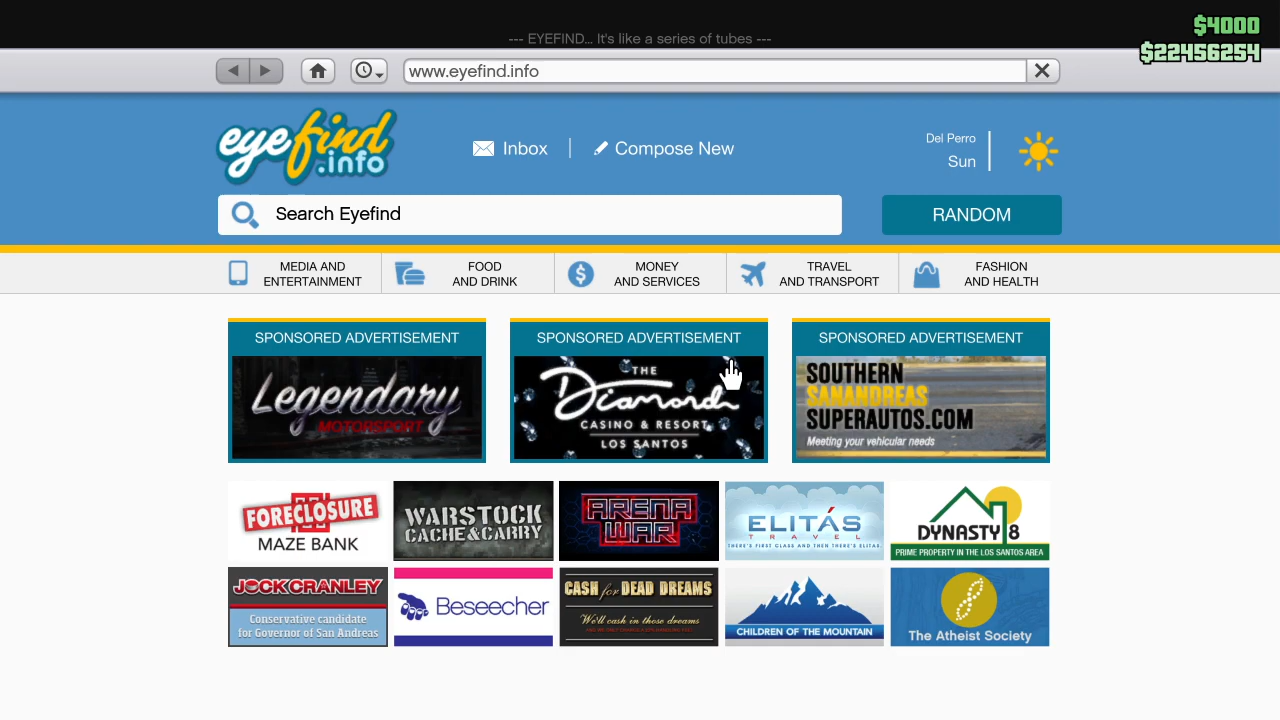 --- EYEFIND... It's like a series of tubes ---
$4000
$22456254
www.eyefind.info
eyefind
.info
Inbox
Compose New
Del Perro
Sun
Search Eyefind
RANDOM
MEDIA AND
ENTERTAINMENT
FOOD
AND DRINK
MONEY
AND SERVICES
TRAVEL
AND TRANSPORT
FASHION
AND HEALTH
SPONSORED ADVERTISEMENT
Legendary
MOTORSPORT
SPONSORED ADVERTISEMENT
THE
Diamond
CASINO & RESORT
LOS SANTOS
SPONSORED ADVERTISEMENT
SOUTHERN
SANANDREAS
SUPERAUTOS.COM
Meeting your vehicular needs
FORECLOSURE
MAZE BANK
WARSTOCK
CACHE&CARRY
ARENA
WAR
ELITÁS
TRAVEL
THERE'S FIRST CLASS AND THEN THERE'S ELITAS.
DYNASTY 8
PRIME PROPERTY IN THE LOS SANTOS AREA
JOCK CRANLEY
Conservative candidate
for Governor of San Andreas
Beseecher
CASH for DEAD DREAMS
We'll cash in those dreams
CHILDREN OF THE MOUNTAIN
The Atheist Society